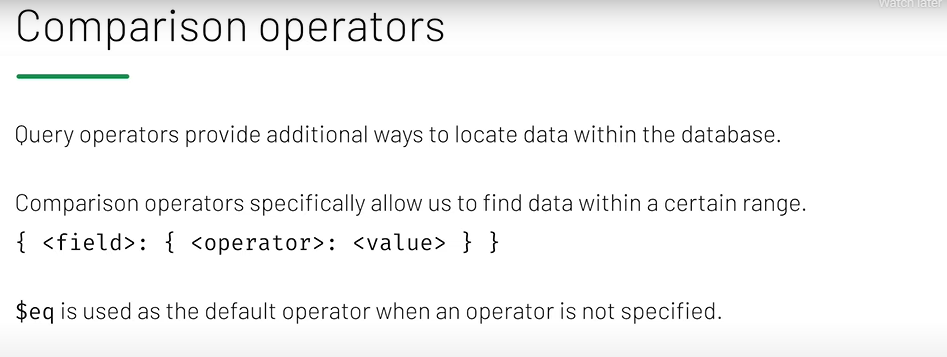 Watch later
Comparison operators
Query operators provide additional ways to locate data within the database.
Comparison operators specifically allow us to find data within a certain range.
{ <field>: { <operator>: <value> } }
$eq is used as the default operator when an operator is not specified.